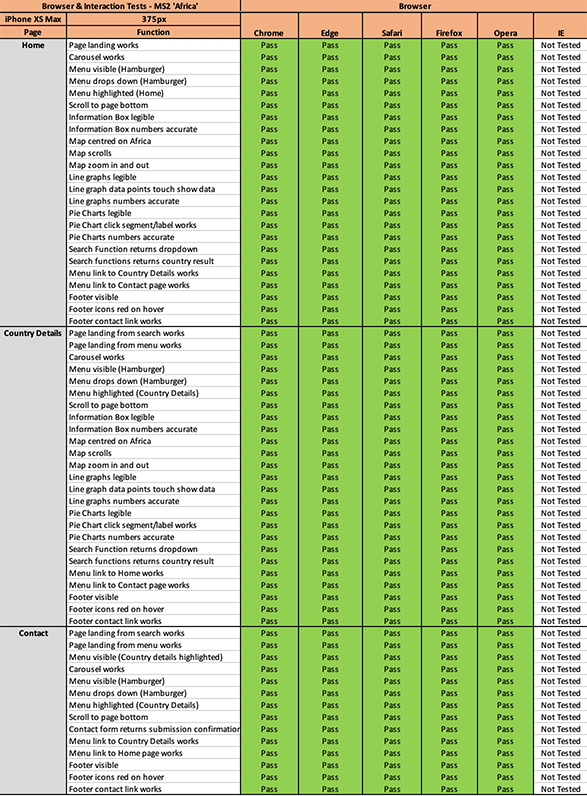 Browser & Interaction Tests - MS2 'Africa' Browser
iPhone XS Max 375px
Page Function Chrome Edge Safari Firefox Opera IE
Home Page landing works Pass Pass Pass Pass Pass Not Tested
Carousel works Pass Pass Pass Pass Pass Not Tested
Menu visible (Hamburger) Pass Pass Pass Pass Pass Not Tested
Menu drops down (Hamburger) Pass Pass Pass Pass Pass Not Tested
Menu highlighted (Home) Pass Pass Pass Pass Pass Not Tested
Scroll to page bottom Pass Pass Pass Pass Pass Not Tested
Information Box legible Pass Pass Pass Pass Pass Not Tested
Information Box numbers accurate Pass Pass Pass Pass Pass Not Tested
Map centred on Africa Pass Pass Pass Pass Pass Not Tested
Map scrolls Pass Pass Pass Pass Pass Not Tested
Map zoom in and out Pass Pass Pass Pass Pass Not Tested
Line graphs legible Pass Pass Pass Pass Pass Not Tested
Line graph data points touch show data Pass Pass Pass Pass Pass Not Tested
Line graphs numbers accurate Pass Pass Pass Pass Pass Not Tested
Pie Charts legible Pass Pass Pass Pass Pass Not Tested
Pie Chart click segment/label works Pass Pass Pass Pass Pass Not Tested
Pie Charts numbers accurate Pass Pass Pass Pass Pass Not Tested
Search Function returns dropdown Pass Pass Pass Pass Pass Not Tested
Search functions returns country result Pass Pass Pass Pass Pass Not Tested
Menu link to Country Details works Pass Pass Pass Pass Pass Not Tested
Menu link to Contact page works Pass Pass Pass Pass Pass Not Tested
Footer visible Pass Pass Pass Pass Pass Not Tested
Footer icons red on hover Pass Pass Pass Pass Pass Not Tested
Footer contact link works Pass Pass Pass Pass Pass Not Tested
Country Details Page landing from search works Pass Pass Pass Pass Pass Not Tested
Page landing from menu works Pass Pass Pass Pass Pass Not Tested
Carousel works Pass Pass Pass Pass Pass Not Tested
Menu visible (Hamburger) Pass Pass Pass Pass Pass Not Tested
Menu drops down (Hamburger) Pass Pass Pass Pass Pass Not Tested
Menu highlighted (Country Details) Pass Pass Pass Pass Pass Not Tested
Scroll to page bottom Pass Pass Pass Pass Pass Not Tested
Information Box legible Pass Pass Pass Pass Pass Not Tested
Information Box numbers accurate Pass Pass Pass Pass Pass Not Tested
Map centred on Africa Pass Pass Pass Pass Pass Not Tested
Map scrolls Pass Pass Pass Pass Pass Not Tested
Map zoom in and out Pass Pass Pass Pass Pass Not Tested
Line graphs legible Pass Pass Pass Pass Pass Not Tested
Line graph data points touch show data Pass Pass Pass Pass Pass Not Tested
Line graphs numbers accurate Pass Pass Pass Pass Pass Not Tested
Pie Charts legible Pass Pass Pass Pass Pass Not Tested
Pie Chart click segment/label works Pass Pass Pass Pass Pass Not Tested
Pie Charts numbers accurate Pass Pass Pass Pass Pass Not Tested
Search Function returns dropdown Pass Pass Pass Pass Pass Not Tested
Search functions returns country result Pass Pass Pass Pass Pass Not Tested
Menu link to Home works Pass Pass Pass Pass Pass Not Tested
Menu link to Contact page works Pass Pass Pass Pass Pass Not Tested
Footer visible Pass Pass Pass Pass Pass Not Tested
Footer icons red on hover Pass Pass Pass Pass Pass Not Tested
Footer contact link works Pass Pass Pass Pass Pass Not Tested
Contact Page landing from search works Pass Pass Pass Pass Pass Not Tested
Page landing from menu works Pass Pass Pass Pass Pass Not Tested
Menu visible (Country details highlighted) Pass Pass Pass Pass Pass Not Tested
Carousel works Pass Pass Pass Pass Pass Not Tested
Menu visible (Hamburger) Pass Pass Pass Pass Pass Not Tested
Menu drops down (Hamburger) Pass Pass Pass Pass Pass Not Tested
Menu highlighted (Country Details) Pass Pass Pass Pass Pass Not Tested
Scroll to page bottom Pass Pass Pass Pass Pass Not Tested
Contact form returns submission confirmation Pass Pass Pass Pass Pass Not Tested
Menu link to Country Details works Pass Pass Pass Pass Pass Not Tested
Menu link to Home page works Pass Pass Pass Pass Pass Not Tested
Footer visible Pass Pass Pass Pass Pass Not Tested
Footer icons red on hover Pass Pass Pass Pass Pass Not Tested
Footer contact link works Pass Pass Pass Pass Pass Not Tested